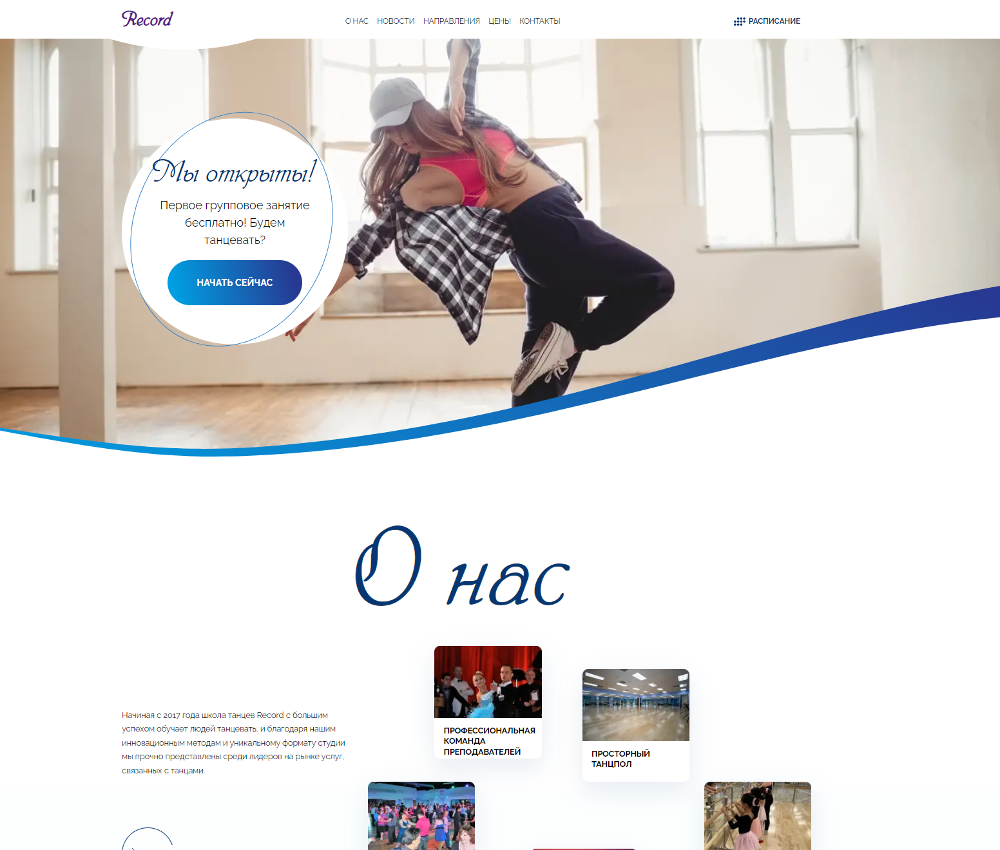 Record
О НАС НОВОСТИ НАПРАВЛЕНИЯ ЦЕНЫ КОНТАКТЫ
РАСПИСАНИЕ
Мы открыты!
Первое групповое занятие
бесплатно! Будем
танцевать?
НАЧАТЬ СЕЙЧАС
О нас
Начиная с 2017 года школа танцев Record с большим
успехом обучает людей танцевать, и благодаря нашим
инновационным методам и уникальному формату студии
мы прочно представлены среди лидеров на рынке услуг,
связанных с танцами.
ПРОФЕССИОНАЛЬНАЯ
КОМАНДА
ПРЕПОДАВАТЕЛЕЙ
ПРОСТОРНЫЙ
ТАНЦПОЛ